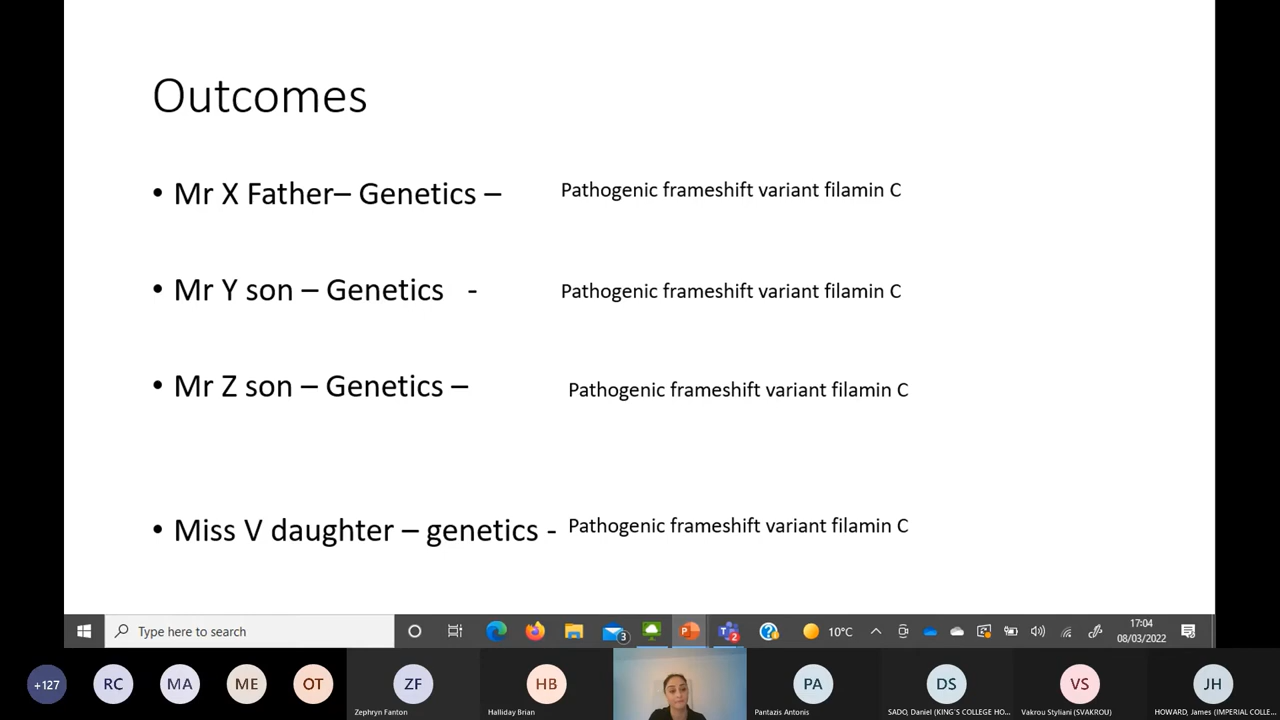 Outcomes
• Mr X Father– Genetics – Pathogenic frameshift variant filamin C
• Mr Y son – Genetics - Pathogenic frameshift variant filamin C
• Mr Z son – Genetics – Pathogenic frameshift variant filamin C
• Miss V daughter – genetics - Pathogenic frameshift variant filamin C
Type here to search
3
2
10°C
17:04
08/03/2022
+127 RC MA ME OT ZF HB PA DS VS JH
Zephryn Fanton Halliday Brian Pantazis Antonis SADO, Daniel (KING'S COLLEGE HO... Vakrou Styliani (SVAKROU) HOWARD, James (IMPERIAL COLLE...